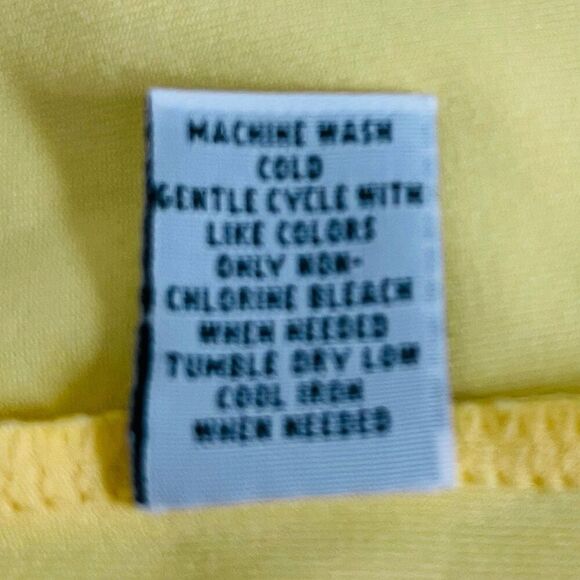 MACHINE WASH
COLD
GENTLE CYCLE WITH
LIKE COLORS
ONLY NON-
CHLORINE BLEACH
WHEN NEEDED
TUMBLE DRY LOW
COOL IRON
WHEN NEEDED